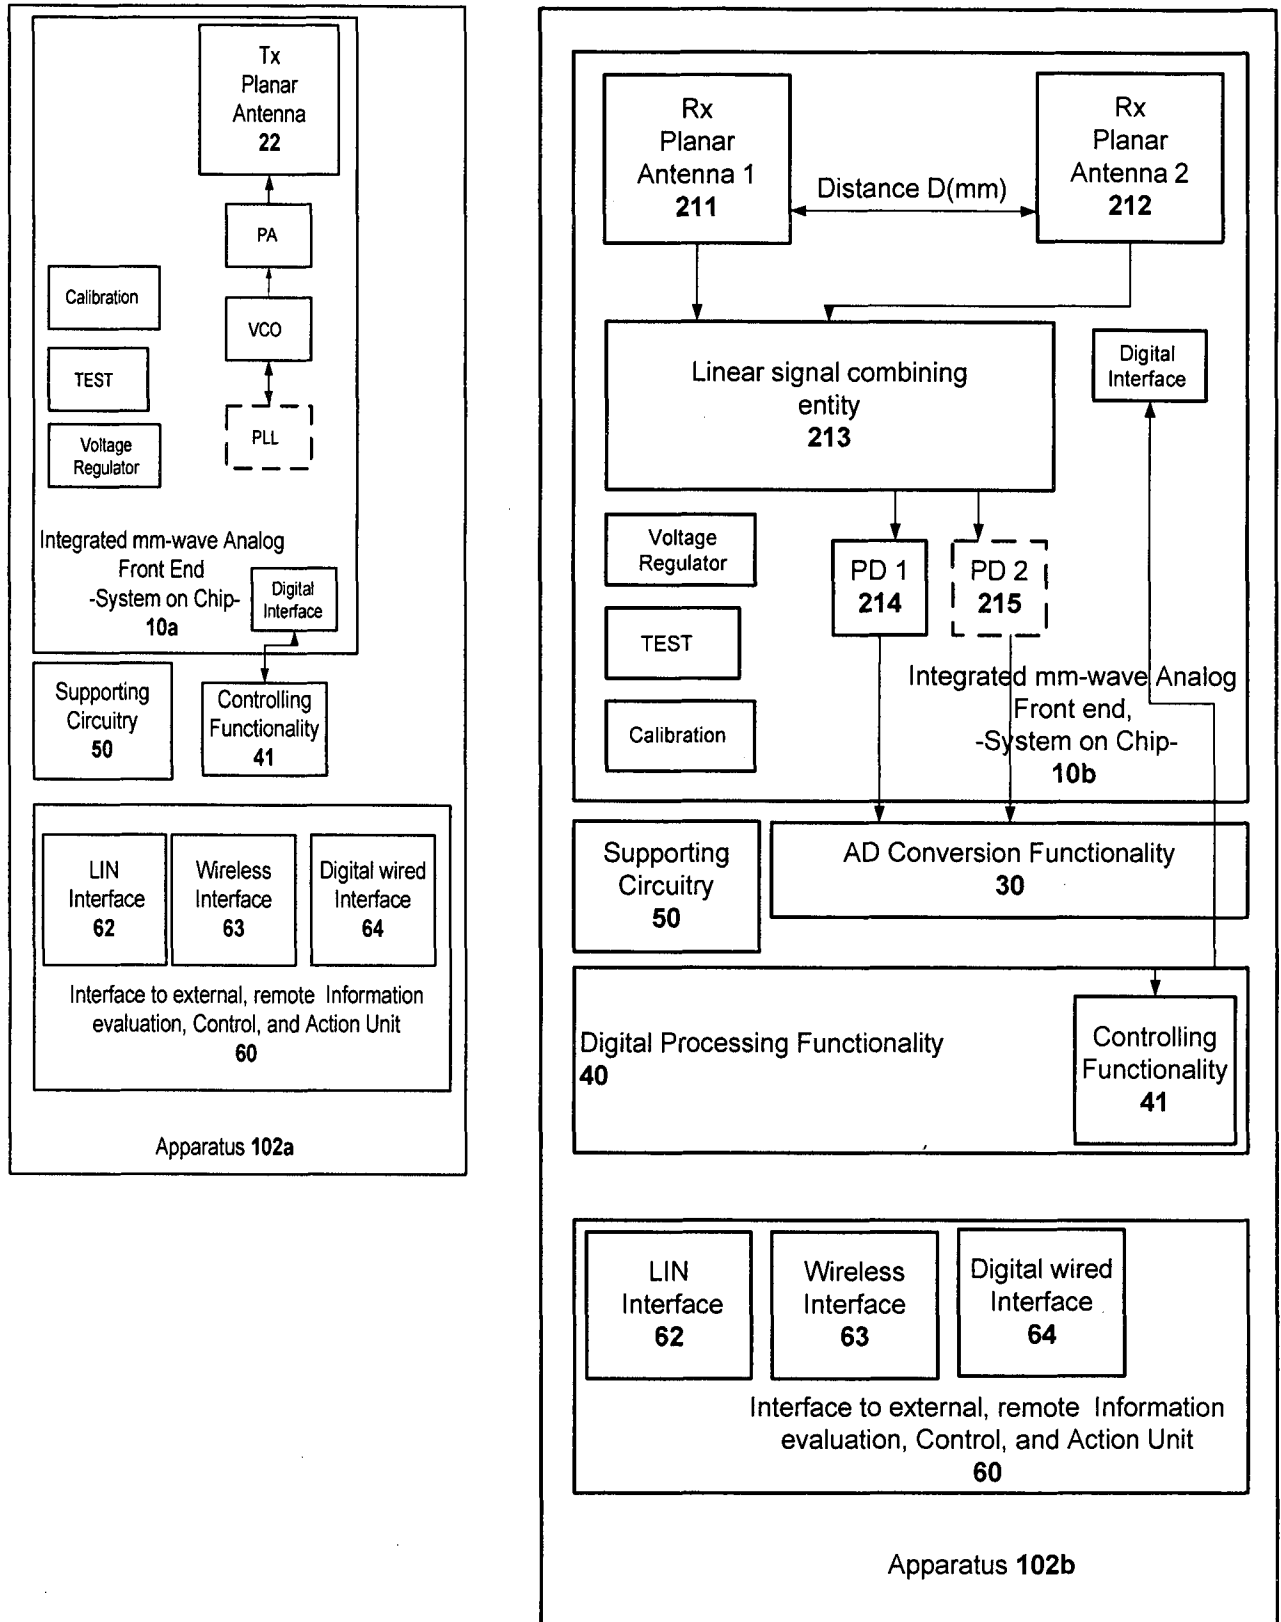 Tx
Planar
Antenna
22
PA
VCO
PLL
Calibration
TEST
Voltage
Regulator
Integrated mm-wave Analog
Front End
-System on Chip-
10a
Digital
Interface
Supporting
Circuitry
50
Controlling
Functionality
41
LIN
Interface
62
Wireless
Interface
63
Digital wired
Interface
64
Interface to external, remote Information
evaluation, Control, and Action Unit
60
Apparatus 102a
Rx
Planar
Antenna 1
211
Distance D(mm)
Rx
Planar
Antenna 2
212
Linear signal combining
entity
213
Digital
Interface
Voltage
Regulator
TEST
Calibration
PD 1
214
PD 2
215
Integrated mm-wave Analog
Front end,
-System on Chip-
10b
Supporting
Circuitry
50
AD Conversion Functionality
30
Digital Processing Functionality
40
Controlling
Functionality
41
LIN
Interface
62
Wireless
Interface
63
Digital wired
Interface
64
Interface to external, remote Information
evaluation, Control, and Action Unit
60
Apparatus 102b